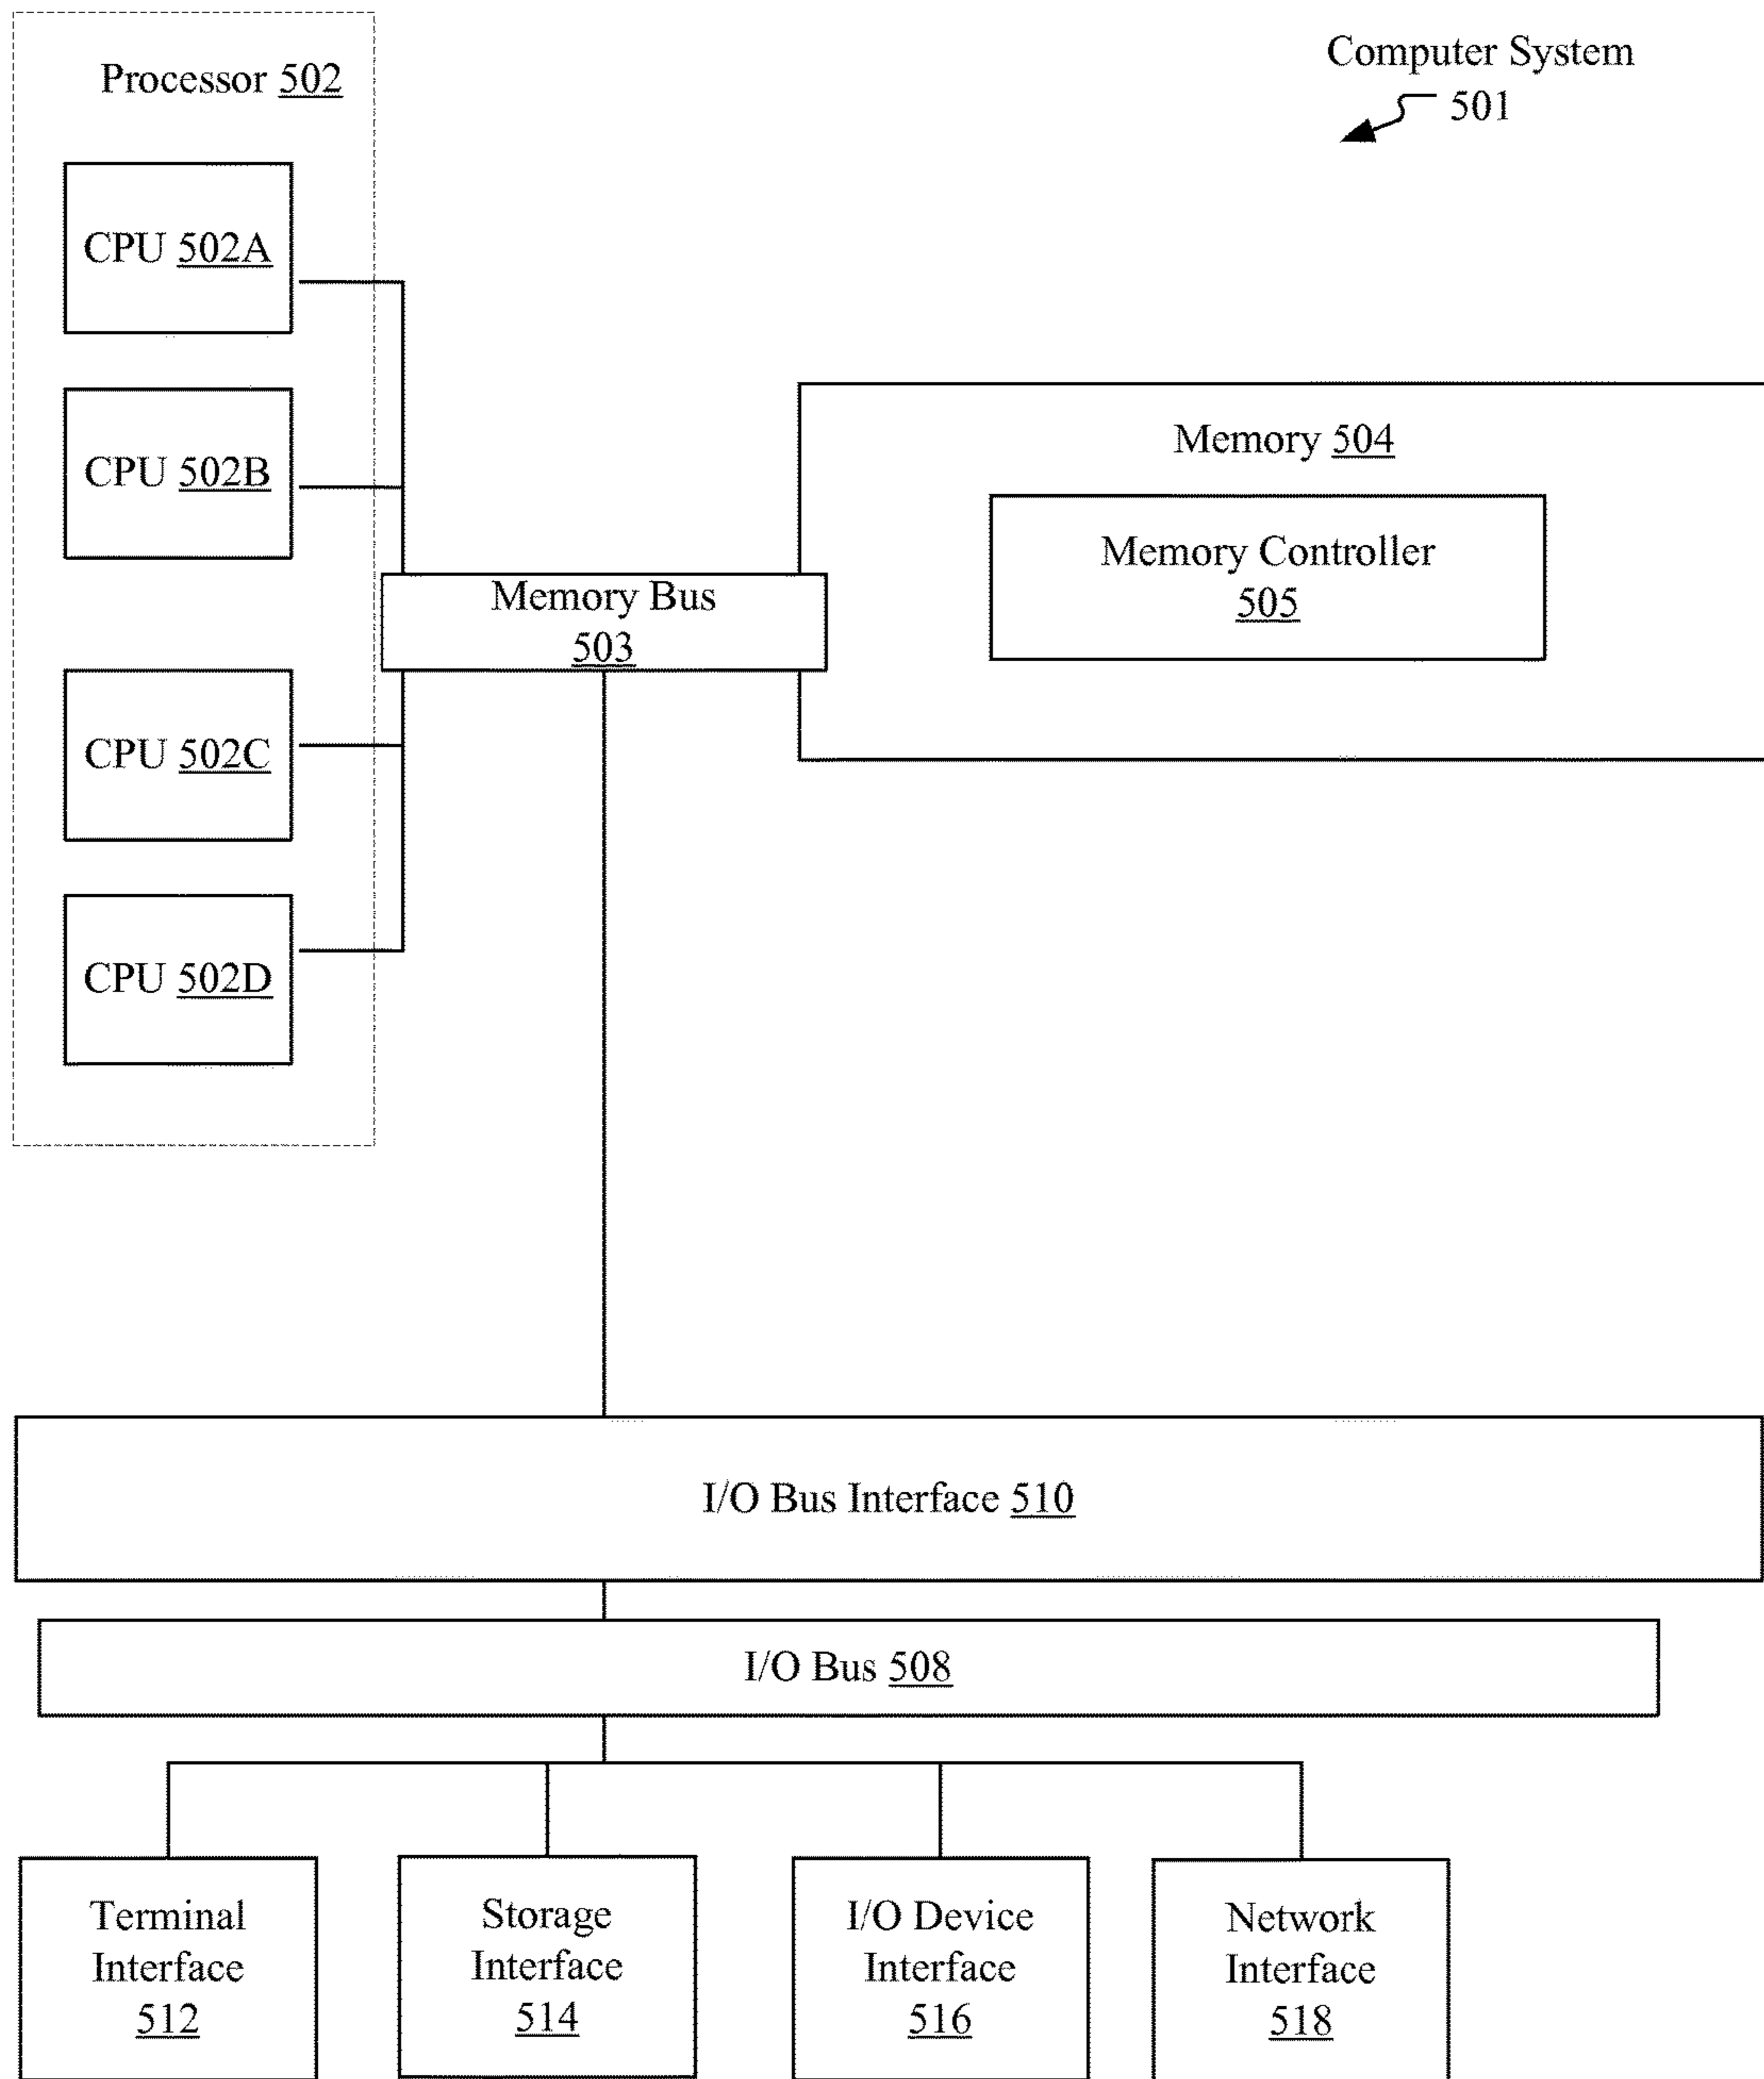 Processor 502
Computer System
501
CPU 502A
CPU 502B
Memory 504
Memory Controller
505
Memory Bus
503
CPU 502C
CPU 502D
I/O Bus Interface 510
I/O Bus 508
Terminal
Interface
512
Storage
Interface
514
I/O Device
Interface
516
Network
Interface
518